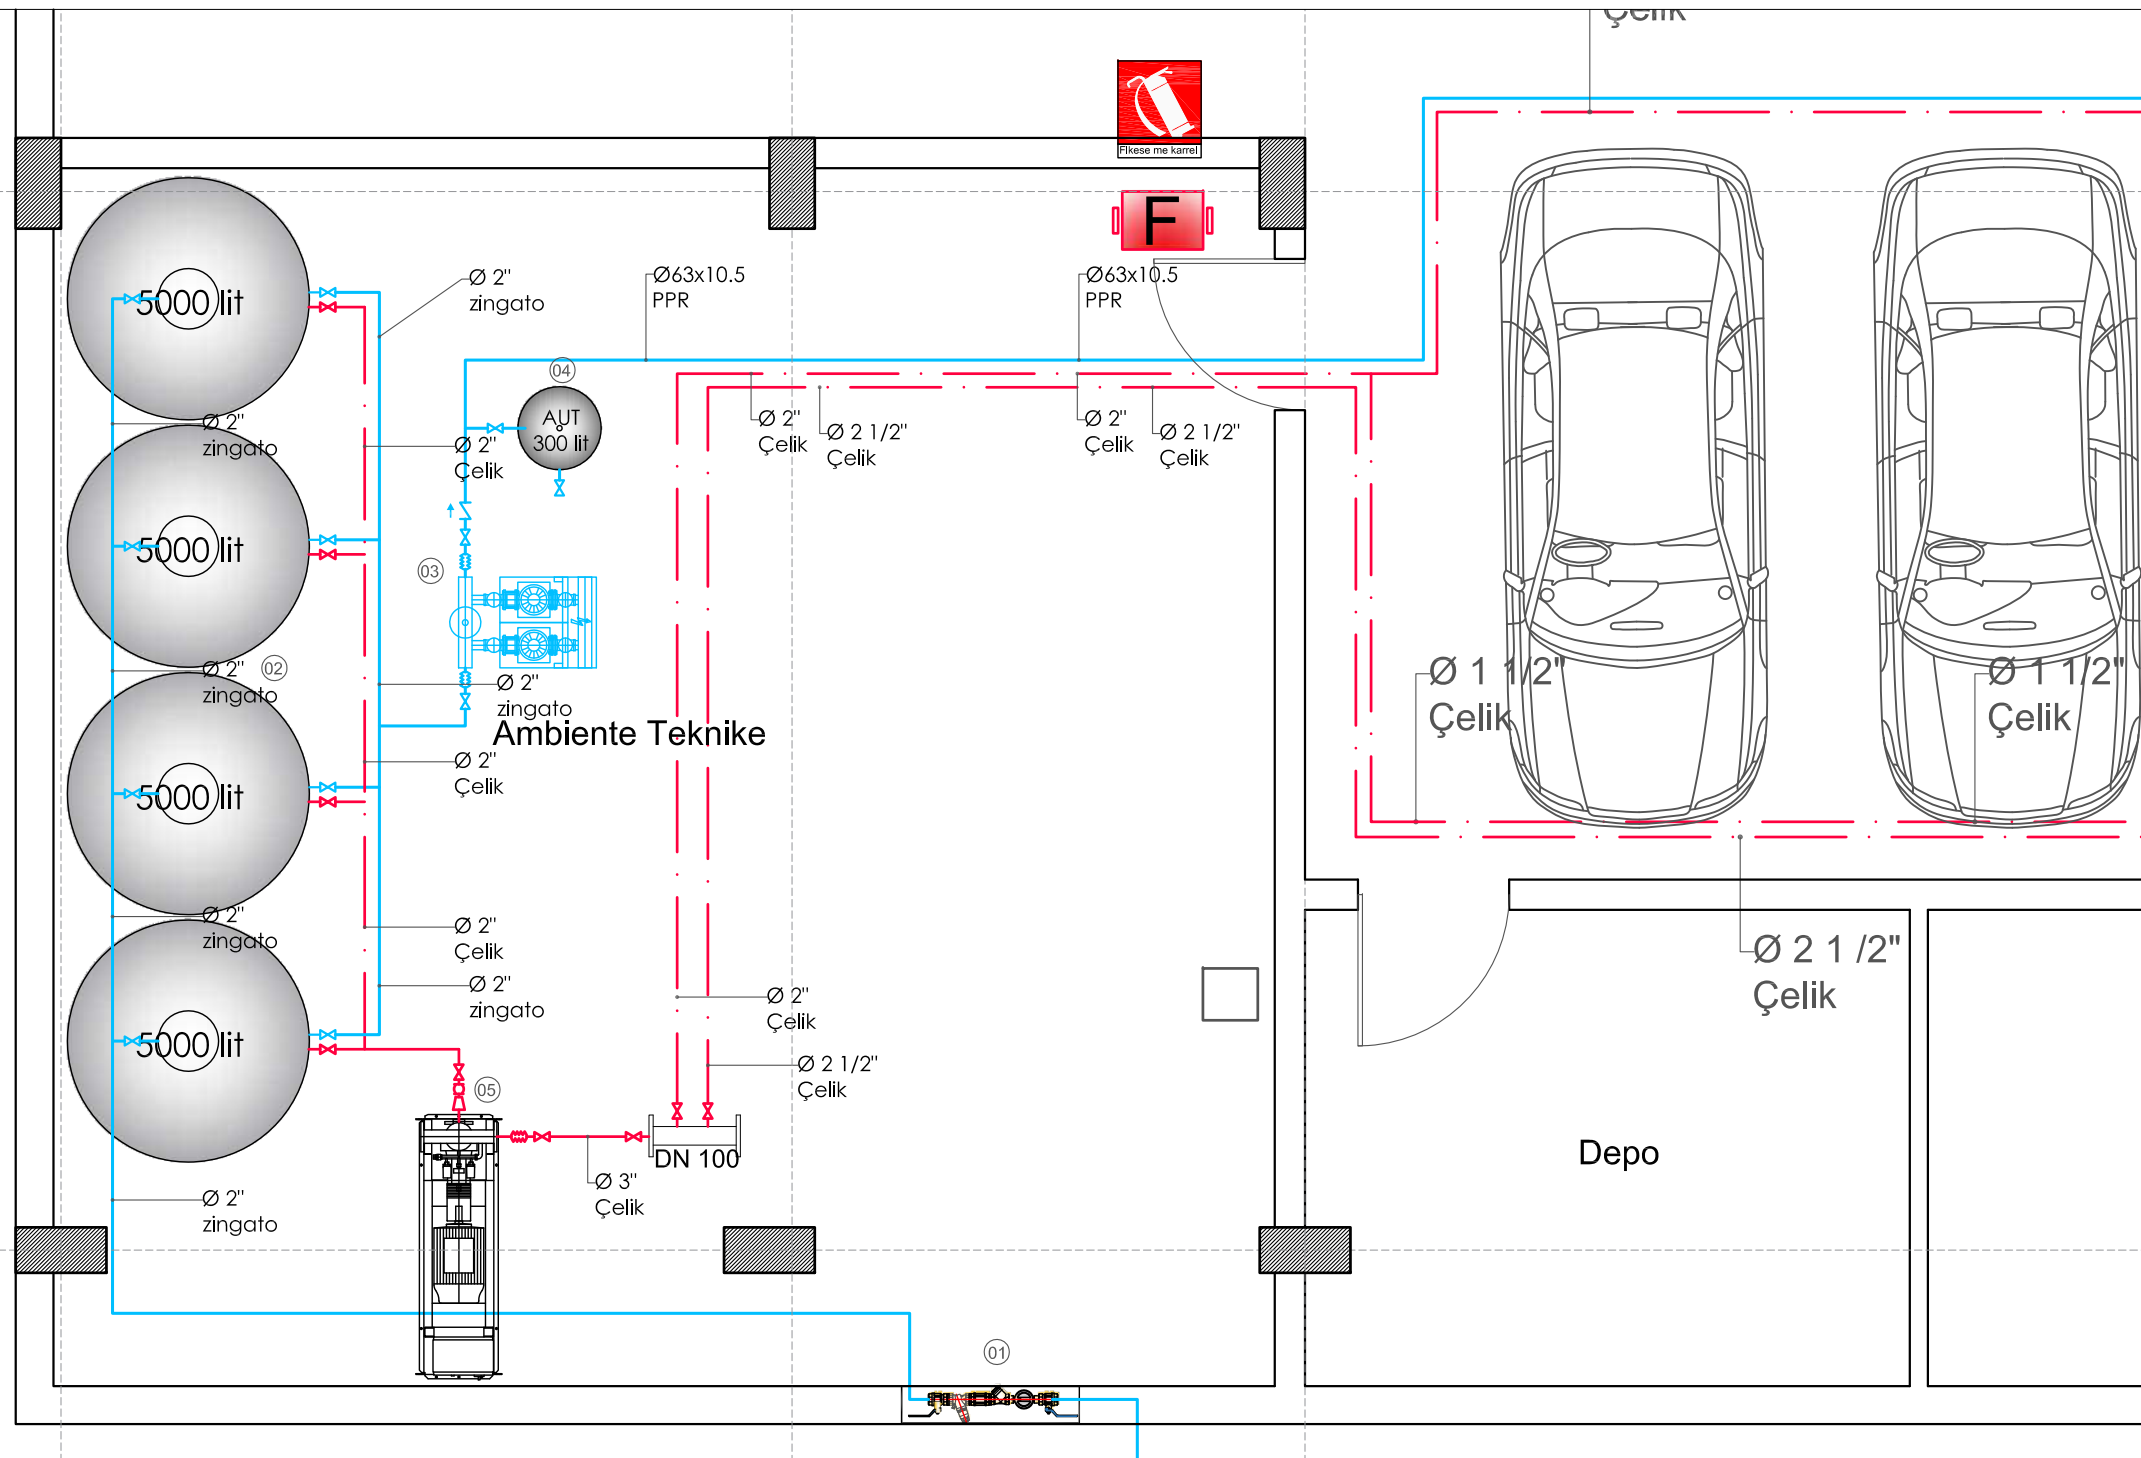 Çelik
Fikese me karrel
F
5000 lit
Ø 2"
zingato
Ø63x10.5
PPR
Ø63x10.5
PPR
04
AUT
300 lit
Ø 2"
zingato
Ø 2"
Çelik
Ø 2"
Çelik
Ø 2 1/2"
Çelik
Ø 2"
Çelik
Ø 2 1/2"
Çelik
5000 lit
03
Ø 2"
zingato
02
Ø 2"
zingato
Ambiente Teknike
Ø 1 1/2"
Çelik
Ø 1 1/2"
Çelik
Ø 2"
Çelik
5000 lit
Ø 2"
zingato
Ø 2"
Çelik
Ø 2 1 /2"
Çelik
Ø 2"
zingato
Ø 2"
Çelik
5000 lit
Ø 2 1/2"
Çelik
05
DN 100
Depo
Ø 3"
Çelik
Ø 2"
zingato
01